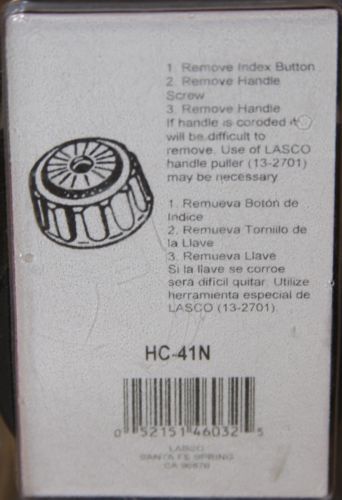 1. Remove Index Button
2. Remove Handle
Screw
3. Remove Handle
If handle is coroded it
will be difficult to
remove. Use of LASCO
handle puller (13-2701)
may be necessary
1. Remueva Botón de
Indice
2. Remueva Torniilo de
la Llave
3. Remueva Llave
Si la llave se corroe
será dificil quitar. Utilize
herramienta especial de
LASCO (13-2701)
HC-41N
0 52151 46032 5
LASCO
SANTA FE SPRING
CA 90670